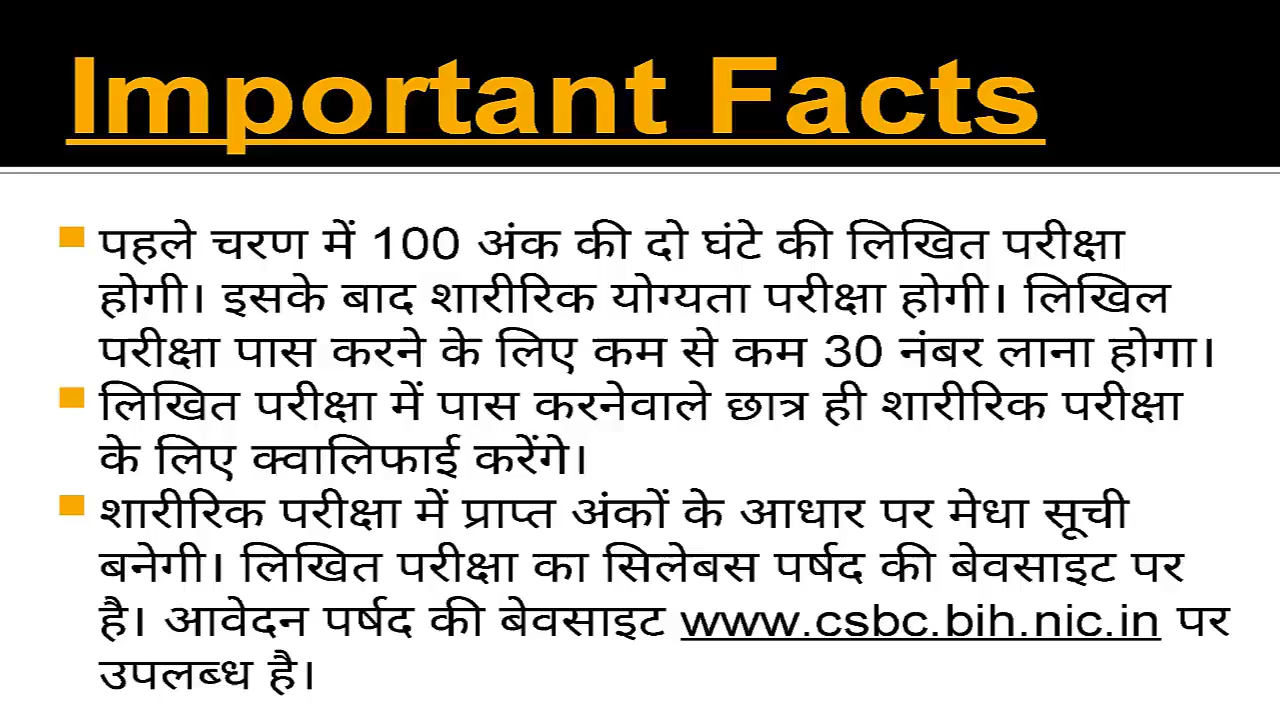 Important Facts
पहले चरण में 100 अंक की दो घंटे की लिखित परीक्षा
होगी। इसके बाद शारीरिक योग्यता परीक्षा होगी। लिखिल
परीक्षा पास करने के लिए कम से कम 30 नंबर लाना होगा।
लिखित परीक्षा में पास करनेवाले छात्र ही शारीरिक परीक्षा
के लिए क्वालिफाई करेंगे।
शारीरिक परीक्षा में प्राप्त अंकों के आधार पर मेधा सूची
बनेगी। लिखित परीक्षा का सिलेबस पर्षद की बेवसाइट पर
है। आवेदन पर्षद की बेवसाइट www.csbc.bih.nic.in पर
उपलब्ध है।